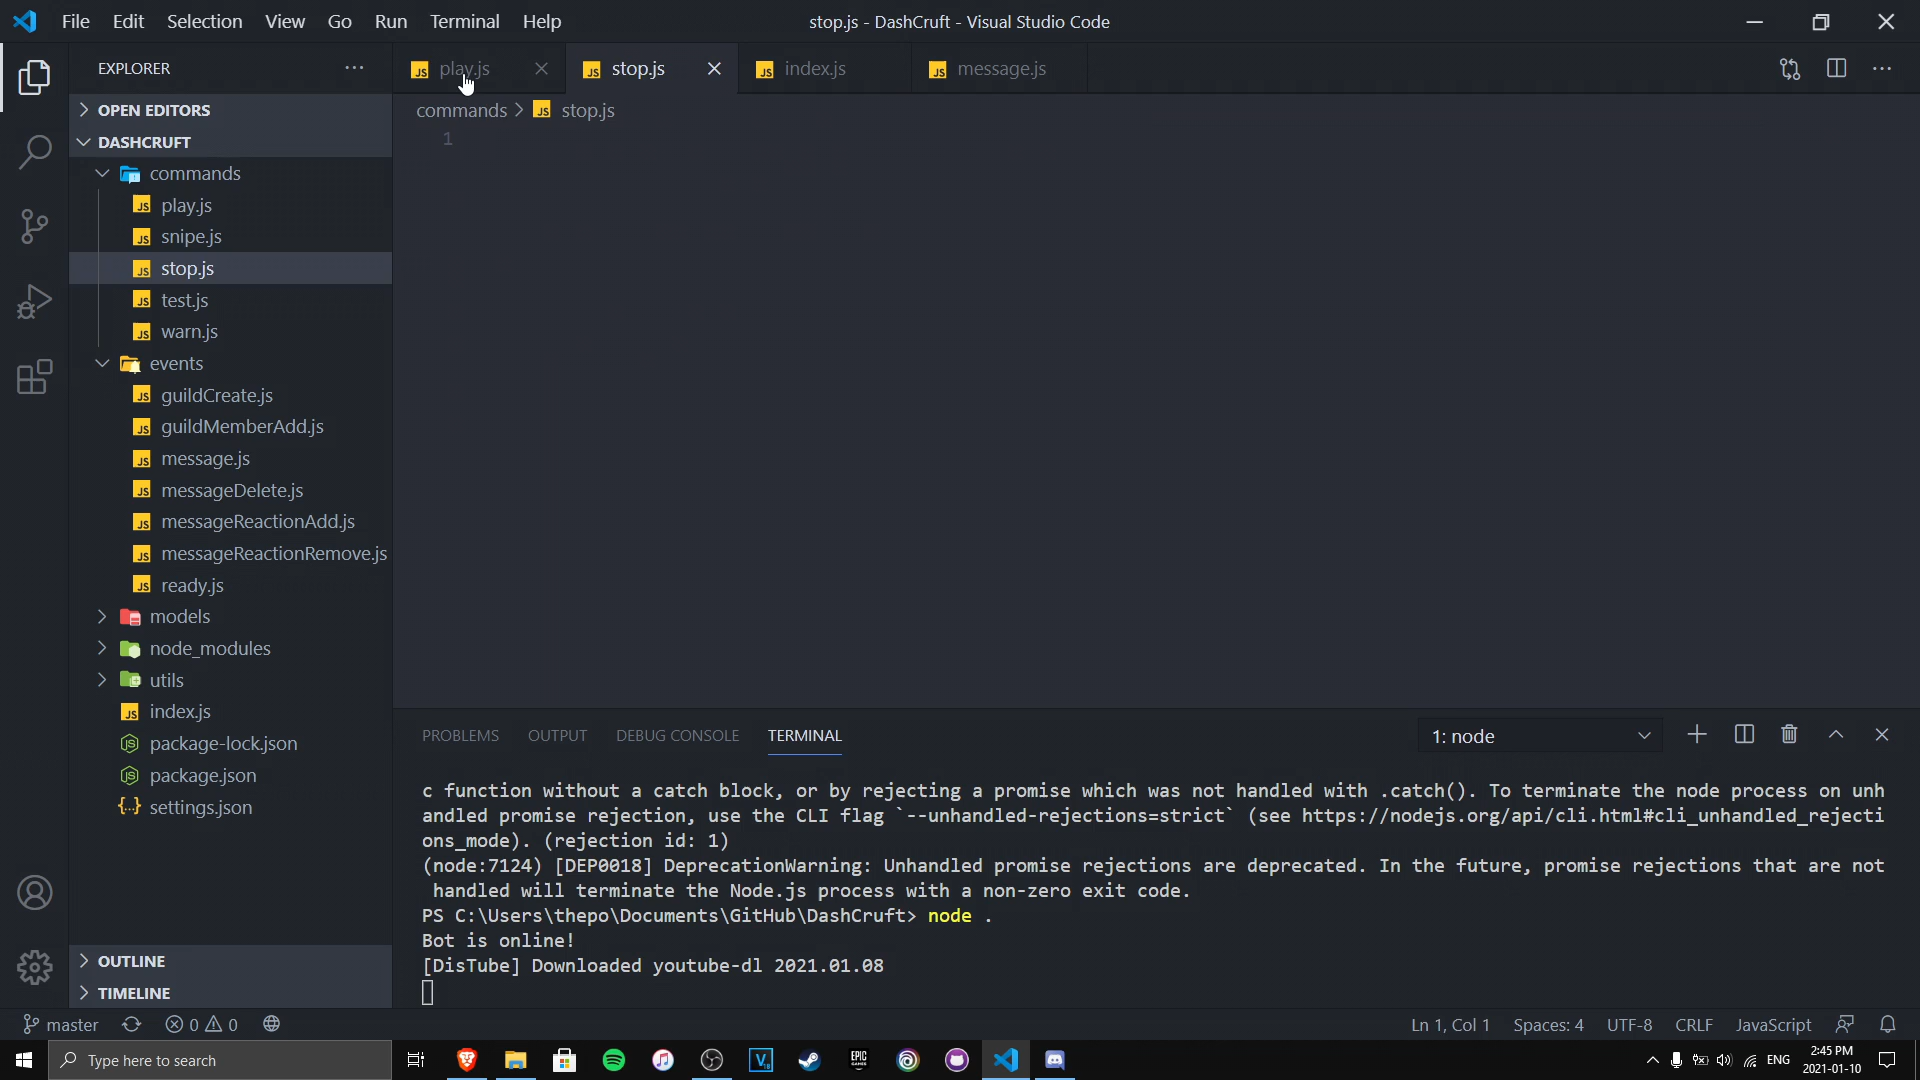 File Edit Selection View Go Run Terminal Help
stop.js - DashCruft - Visual Studio Code
EXPLORER
play.js
stop.js
index.js
message.js
OPEN EDITORS
commands > stop.js
DASHCRUFT
1
commands
play.js
snipe.js
stop.js
test.js
warn.js
events
guildCreate.js
guildMemberAdd.js
message.js
messageDelete.js
messageReactionAdd.js
messageReactionRemove.js
ready.js
models
node_modules
utils
index.js
package-lock.json
package.json
{..} settings.json
OUTLINE
TIMELINE
PROBLEMS OUTPUT DEBUG CONSOLE TERMINAL
1: node
c function without a catch block, or by rejecting a promise which was not handled with .catch(). To terminate the node process on unh
andled promise rejection, use the CLI flag `--unhandled-rejections=strict` (see https://nodejs.org/api/cli.html#cli_unhandled_rejecti
ons_mode). (rejection id: 1)
(node:7124) [DEP0018] DeprecationWarning: Unhandled promise rejections are deprecated. In the future, promise rejections that are not
handled will terminate the Node.js process with a non-zero exit code.
PS C:\Users\thepo\Documents\GitHub\DashCruft> node .
Bot is online!
[DisTube] Downloaded youtube-dl 2021.01.08
master 0 0
Ln 1, Col 1 Spaces: 4 UTF-8 CRLF JavaScript
Type here to search
ENG
2:45 PM
2021-01-10